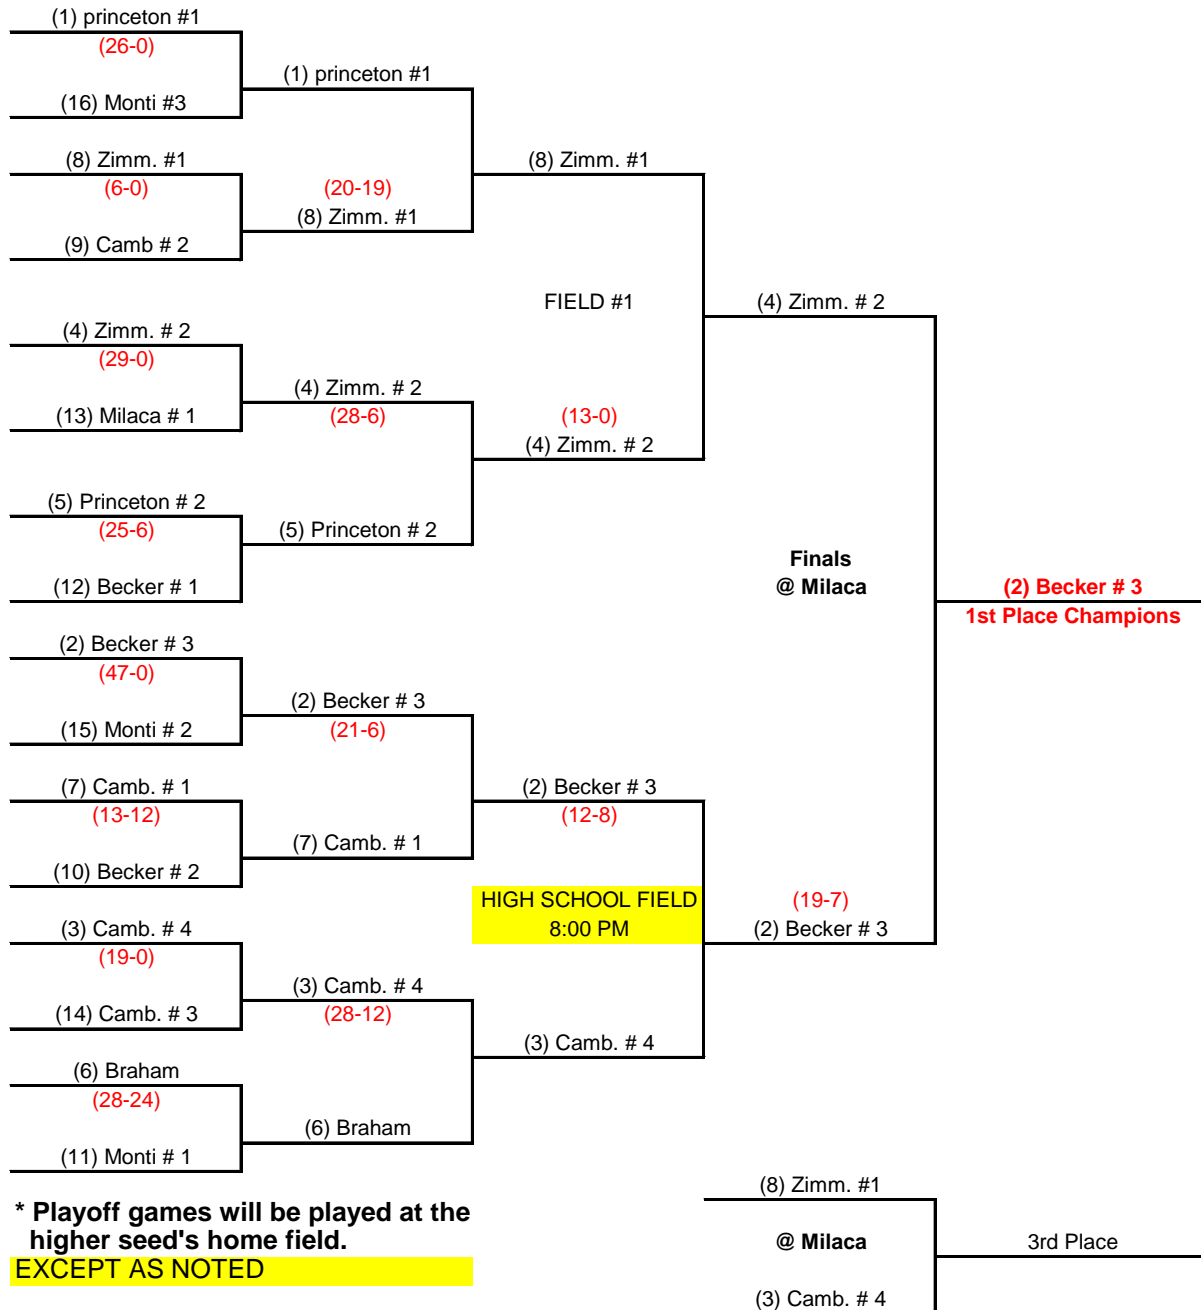 (1) princeton #1
(26-0)
(1) princeton #1
(16) Monti #3
(8) Zimm. #1
(8) Zimm. #1
(6-0)
(20-19)
(8) Zimm. #1
(9) Camb # 2
FIELD #1
(4) Zimm. # 2
(4) Zimm. # 2
(29-0)
(4) Zimm. # 2
(13) Milaca # 1
(28-6)
(13-0)
(4) Zimm. # 2
(5) Princeton # 2
(25-6)
(5) Princeton # 2
Finals
@ Milaca
(12) Becker # 1
(2) Becker # 3
1st Place Champions
(2) Becker # 3
(47-0)
(2) Becker # 3
(15) Monti # 2
(21-6)
(7) Camb. # 1
(2) Becker # 3
(13-12)
(12-8)
(7) Camb. # 1
(10) Becker # 2
HIGH SCHOOL FIELD
8:00 PM
(19-7)
(2) Becker # 3
(3) Camb. # 4
(19-0)
(3) Camb. # 4
(14) Camb. # 3
(28-12)
(3) Camb. # 4
(6) Braham
(28-24)
(6) Braham
(11) Monti # 1
(8) Zimm. #1
* Playoff games will be played at the
higher seed's home field.
EXCEPT AS NOTED
@ Milaca
3rd Place
(3) Camb. # 4